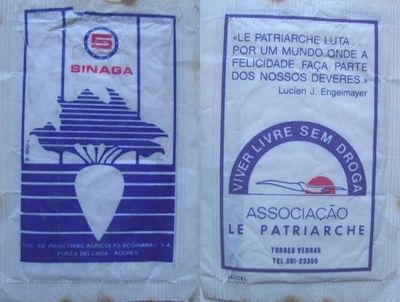 S
SINAGA
SOC. DE INDÚSTRIAS AGRÍCOLAS AÇORIANAS S.A.
PONTA DELGADA - AÇORES
«LE PATRIARCHE LUTA...
POR UM MUNDO ONDE A
FELICIDADE FAÇA PARTE
DOS NOSSOS DEVERES.»
Lucien J. Engelmayer
VIVER LIVRE SEM DROGA
ASSOCIAÇÃO
LE PATRIARCHE
TORRES VEDRAS
TEL.061-23395